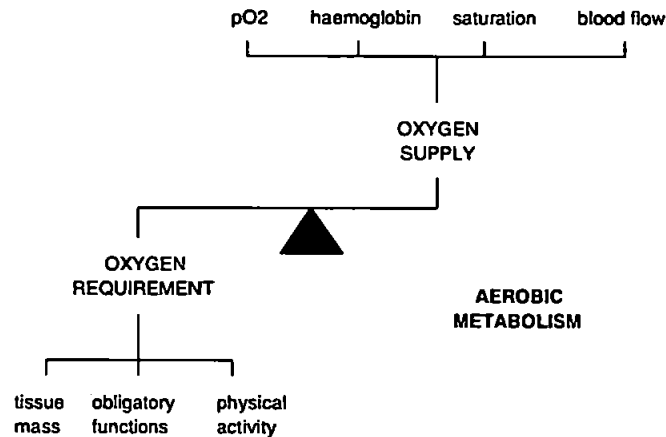 pO2 haemoglobin saturation blood flow
OXYGEN
SUPPLY
OXYGEN
REQUIREMENT
AEROBIC
METABOLISM
tissue obligatory physical
mass functions activity